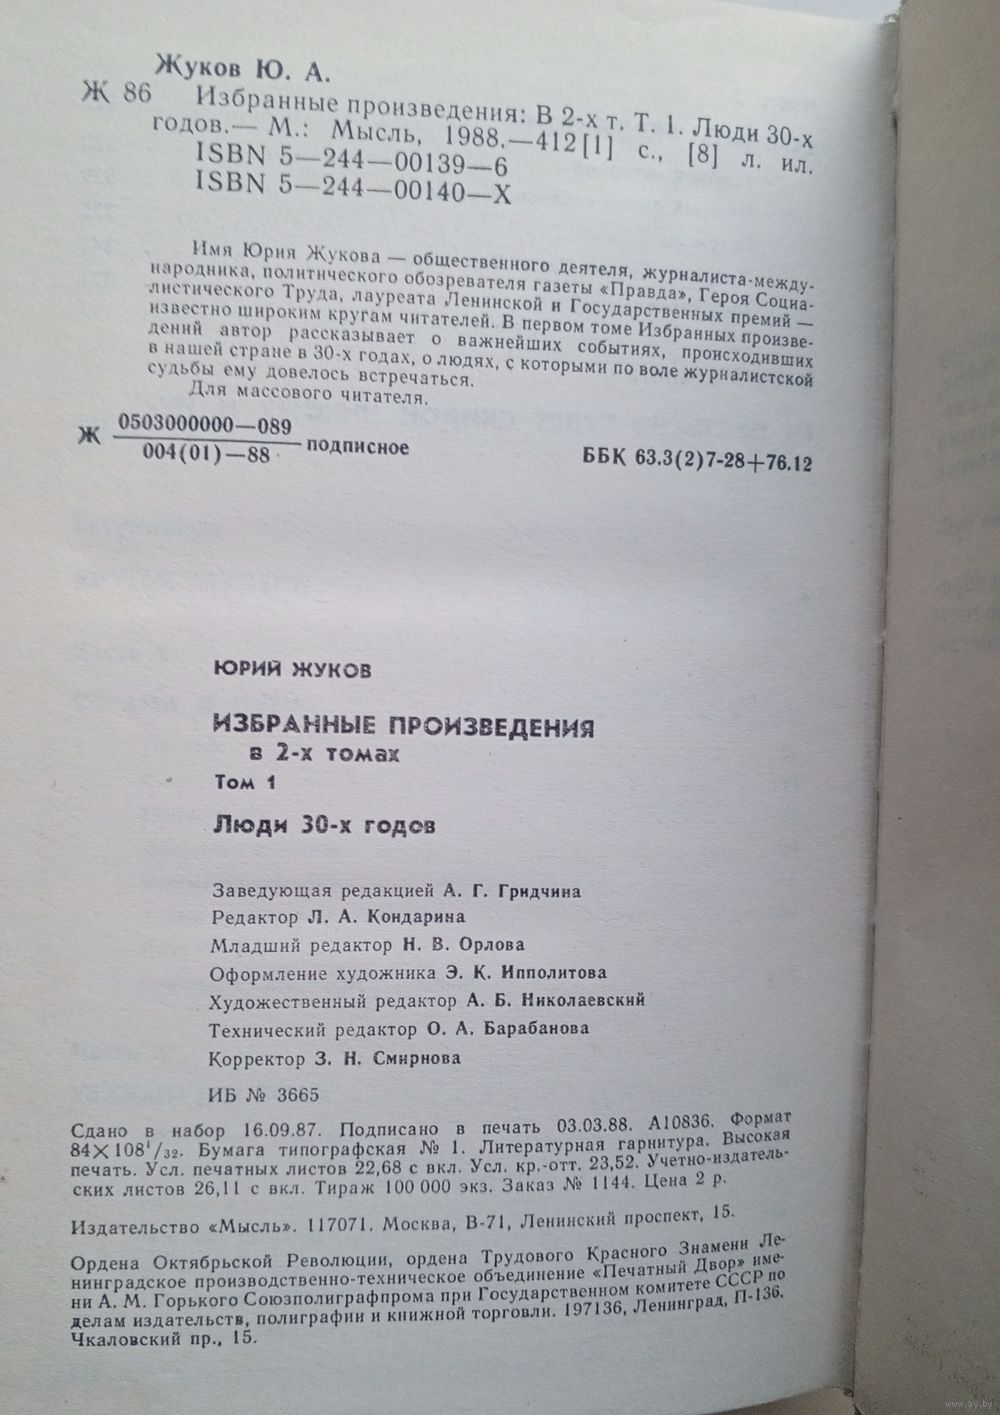 Жуков Ю. А.
Ж 86 Избранные произведения: В 2-х т. Т. 1. Люди 30-х
годов.— М.: Мысль, 1988.—412[1] с., [8] л. ил.
ISBN 5—244—00139—6
ISBN 5—244—00140—X
Имя Юрия Жукова — общественного деятеля, журналиста-между-
народника, политического обозревателя газеты «Правда», Героя Социа-
листического Труда, лауреата Ленинской и Государственных премий —
известно широким кругам читателей. В первом томе Избранных произве-
дений автор рассказывает о важнейших событиях, происходивших
в нашей стране в 30-х годах, о людях, с которыми по воле журналистской
судьбы ему довелось встречаться.
Для массового читателя.
Ж 0503000000—089
004(01)—88 подписное
ББК 63.3(2)7-28+76.12
ЮРИЙ ЖУКОВ
ИЗБРАННЫЕ ПРОИЗВЕДЕНИЯ
в 2-х томах
Том 1
Люди 30-х годов
Заведующая редакцией А. Г. Гридчина
Редактор Л. А. Кондарина
Младший редактор Н. В. Орлова
Оформление художника Э. К. Ипполитова
Художественный редактор А. Б. Николаевский
Технический редактор О. А. Барабанова
Корректор З. Н. Смирнова
ИБ № 3665
Сдано в набор 16.09.87. Подписано в печать 03.03.88. А10836. Формат
84×108¹/₃₂. Бумага типографская № 1. Литературная гарнитура. Высокая
печать. Усл. печатных листов 22,68 с вкл. Усл. кр.-отт. 23,52. Учетно-издатель-
ских листов 26,11 с вкл. Тираж 100 000 экз. Заказ № 1144. Цена 2 р.
Издательство «Мысль». 117071. Москва, В-71, Ленинский проспект, 15.
Ордена Октябрьской Революции, ордена Трудового Красного Знамени Ле-
нинградское производственно-техническое объединение «Печатный Двор» име-
ни А. М. Горького Союзполиграфпрома при Государственном комитете СССР по
делам издательств, полиграфии и книжной торговли. 197136, Ленинград, П-136,
Чкаловский пр., 15.
www.ay.by